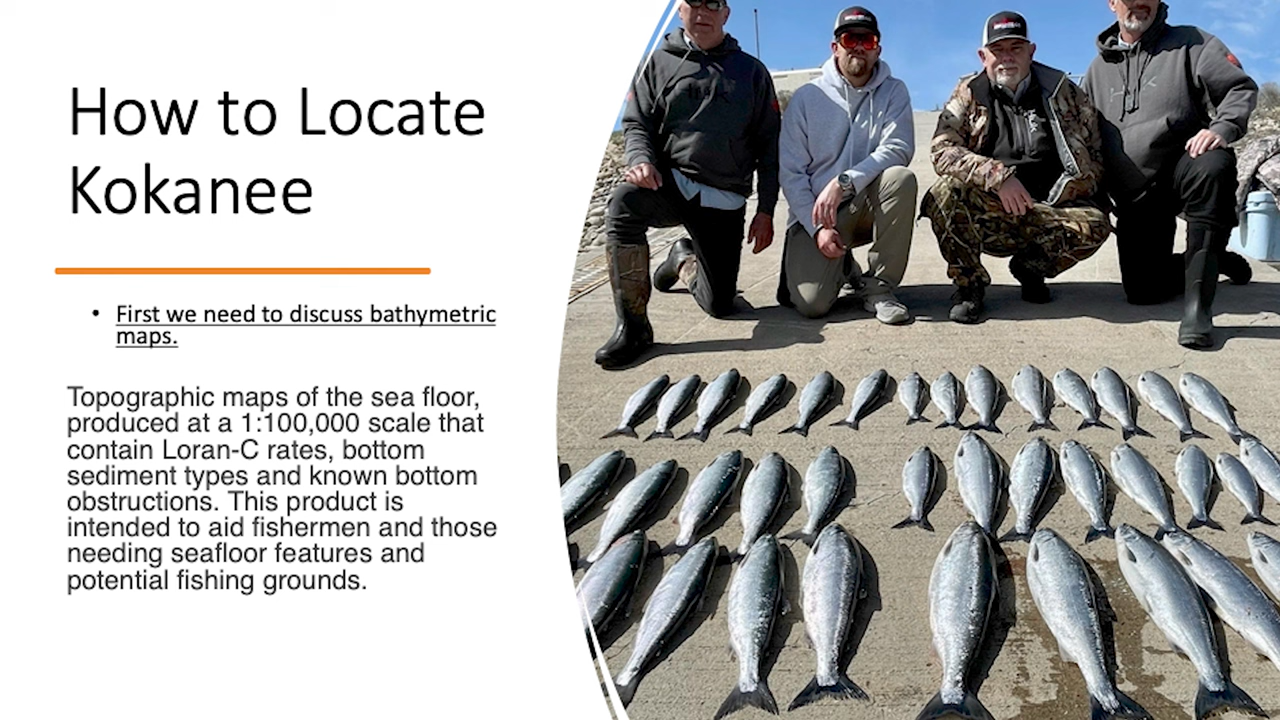 How to Locate
Kokanee
• First we need to discuss bathymetric
maps.
Topographic maps of the sea floor,
produced at a 1:100,000 scale that
contain Loran-C rates, bottom
sediment types and known bottom
obstructions. This product is
intended to aid fishermen and those
needing seafloor features and
potential fishing grounds.